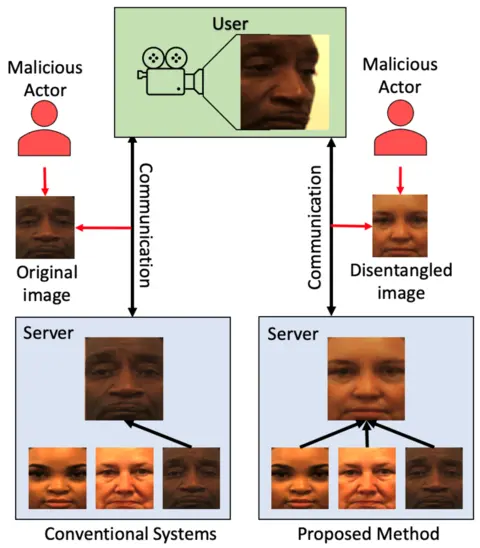 User
Malicious
Actor
Malicious
Actor
Communication
Communication
Original
image
Disentangled
image
Server
Server
Conventional Systems
Proposed Method